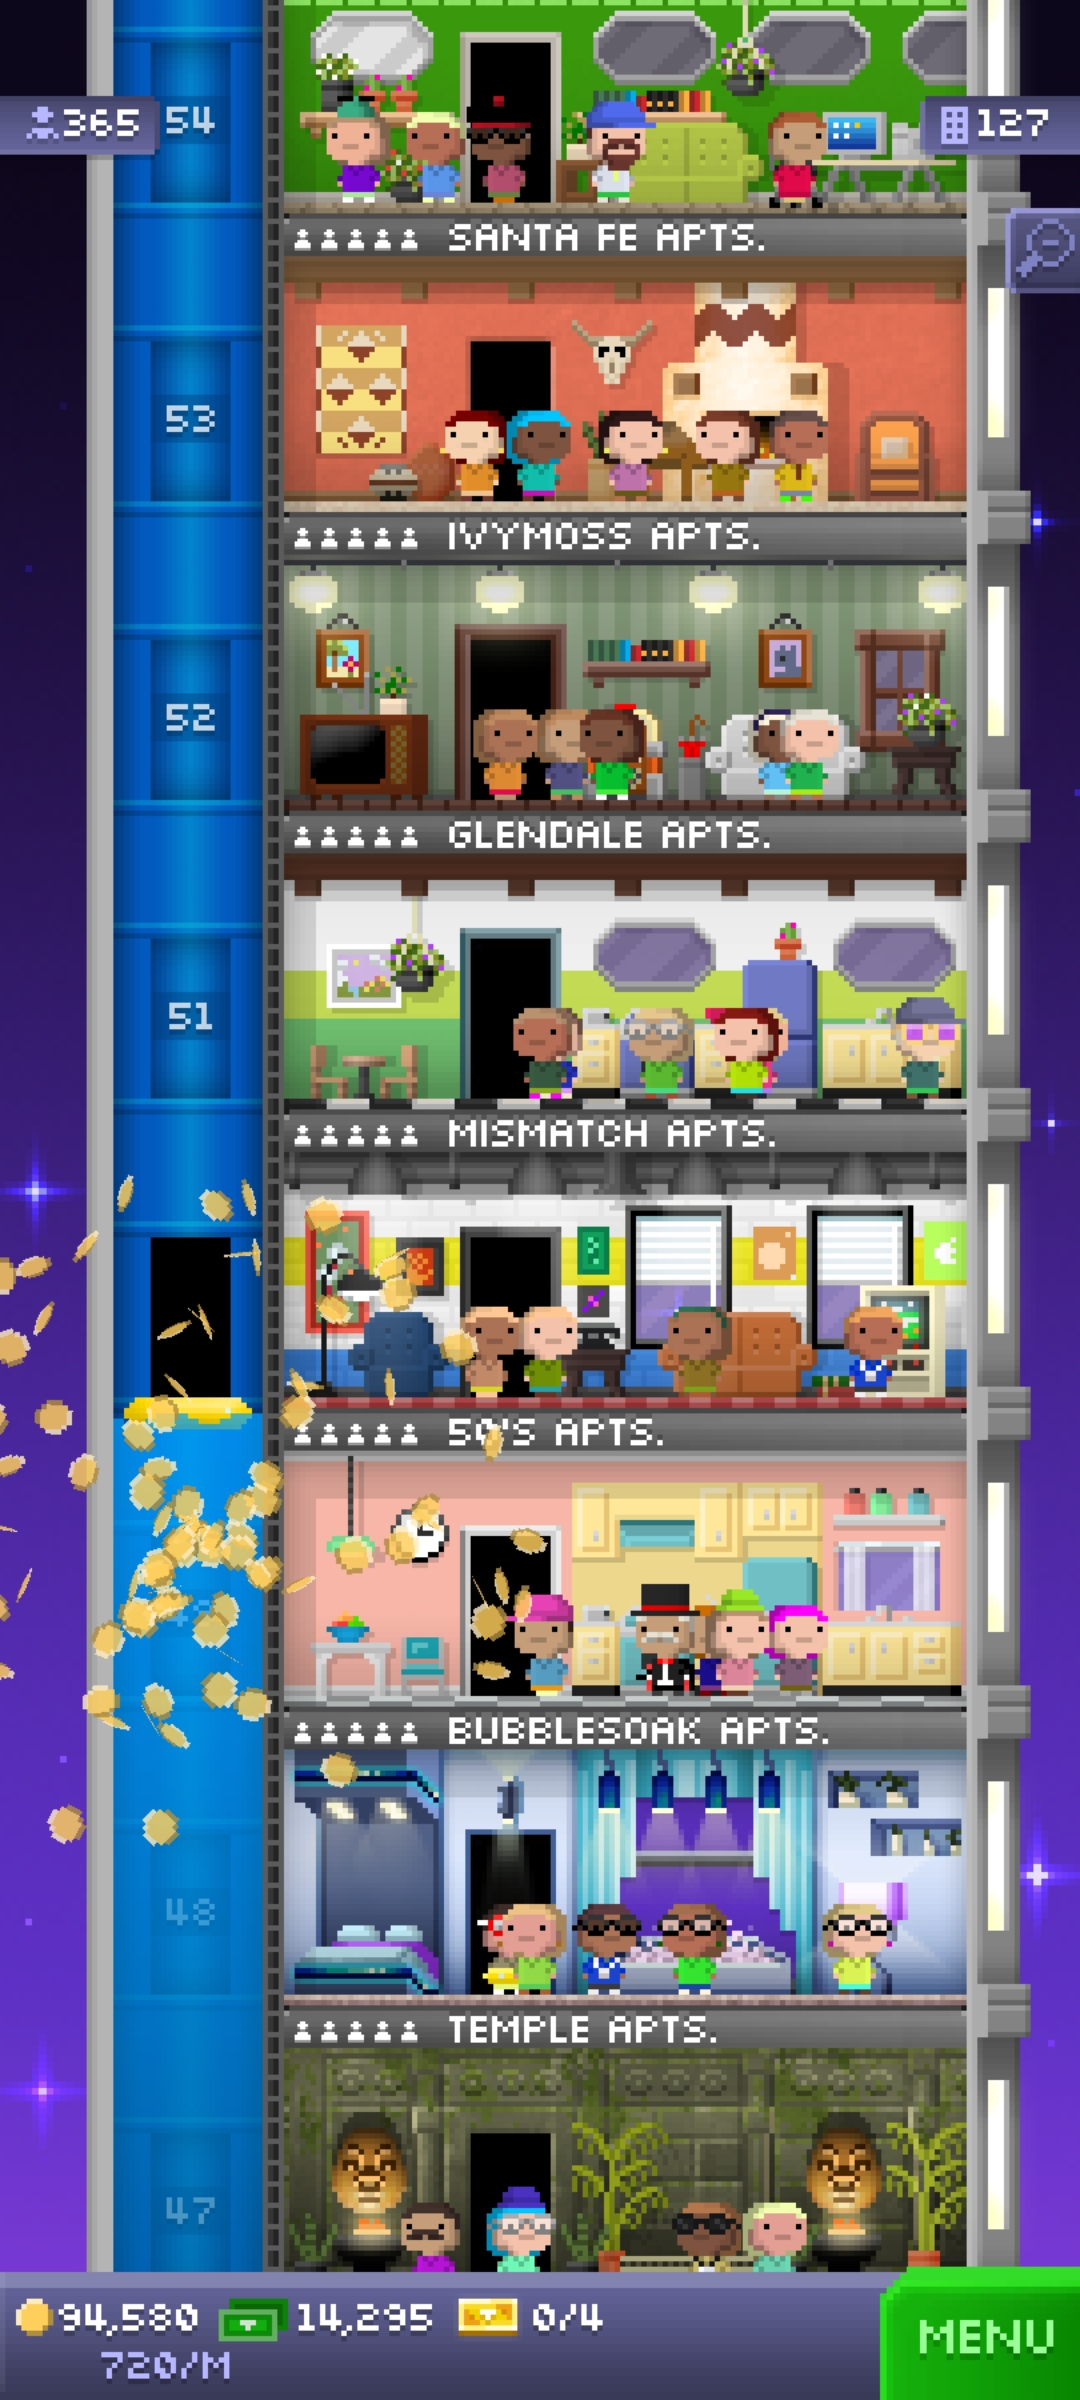 365
54
127
SANTA FE APTS.
53
IVYMOSS APTS.
52
GLENDALE APTS.
51
MISMATCH APTS.
50'S APTS.
BUBBLESOAK APTS.
48
TEMPLE APTS.
47
94,580 14,295 0/4
720/M
MENU